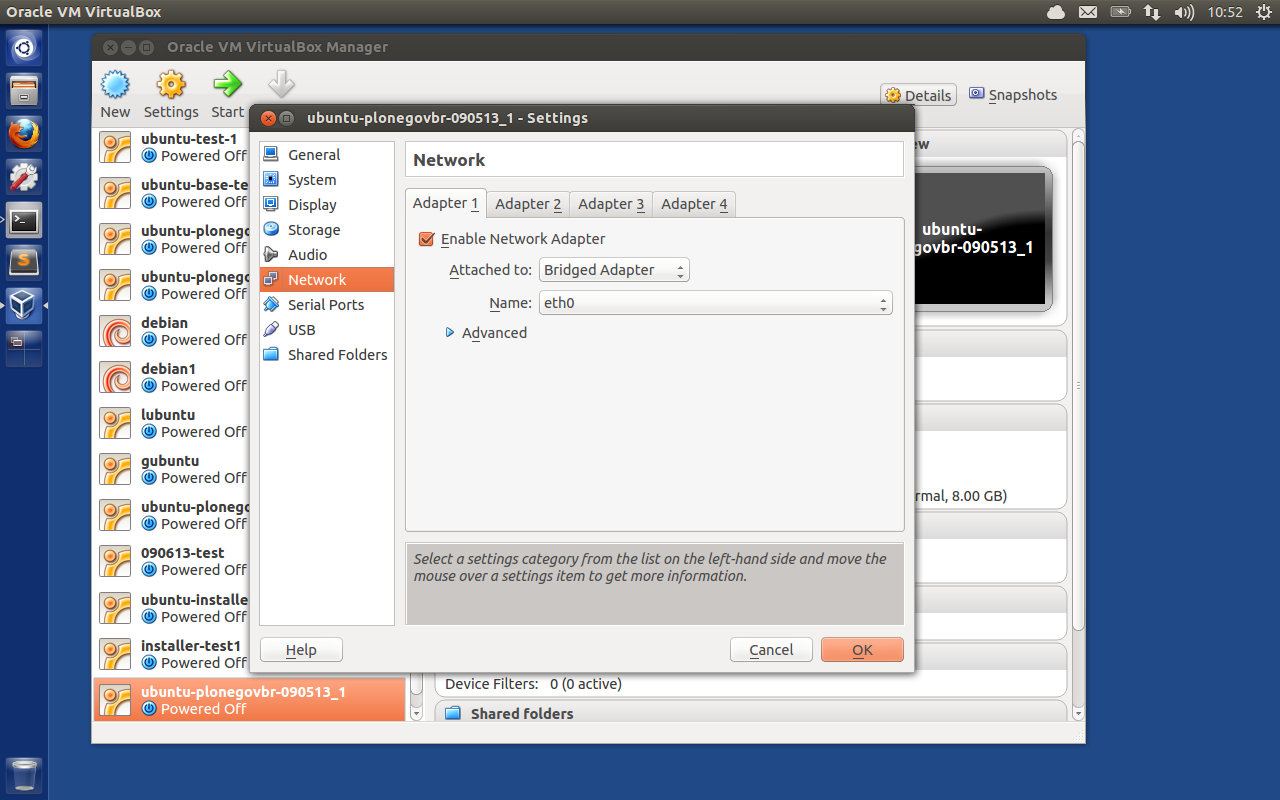 Oracle VM VirtualBox
10:52
Oracle VM VirtualBox Manager
New
Settings
Start
Details
Snapshots
ubuntu-test-1
Powered Off
ubuntu-base-te
Powered Off
ubuntu-plonego
Powered Off
ubuntu-plonego
Powered Off
debian
Powered Off
debian1
Powered Off
lubuntu
Powered Off
gubuntu
Powered Off
ubuntu-plonego
Powered Off
090613-test
Powered Off
ubuntu-installe
Powered Off
installer-test1
Powered Off
ubuntu-plonegovbr-090513_1
Powered Off
ubuntu-plonegovbr-090513_1 - Settings
General
System
Display
Storage
Audio
Network
Serial Ports
USB
Shared Folders
Network
Adapter 1 Adapter 2 Adapter 3 Adapter 4
Enable Network Adapter
Attached to: Bridged Adapter
Name: eth0
Advanced
Select a settings category from the list on the left-hand side and move the
mouse over a settings item to get more information.
Help
Cancel
OK
ew
ubuntu-
govbr-090513_1
rmal, 8.00 GB)
Device Filters: 0 (0 active)
Shared folders